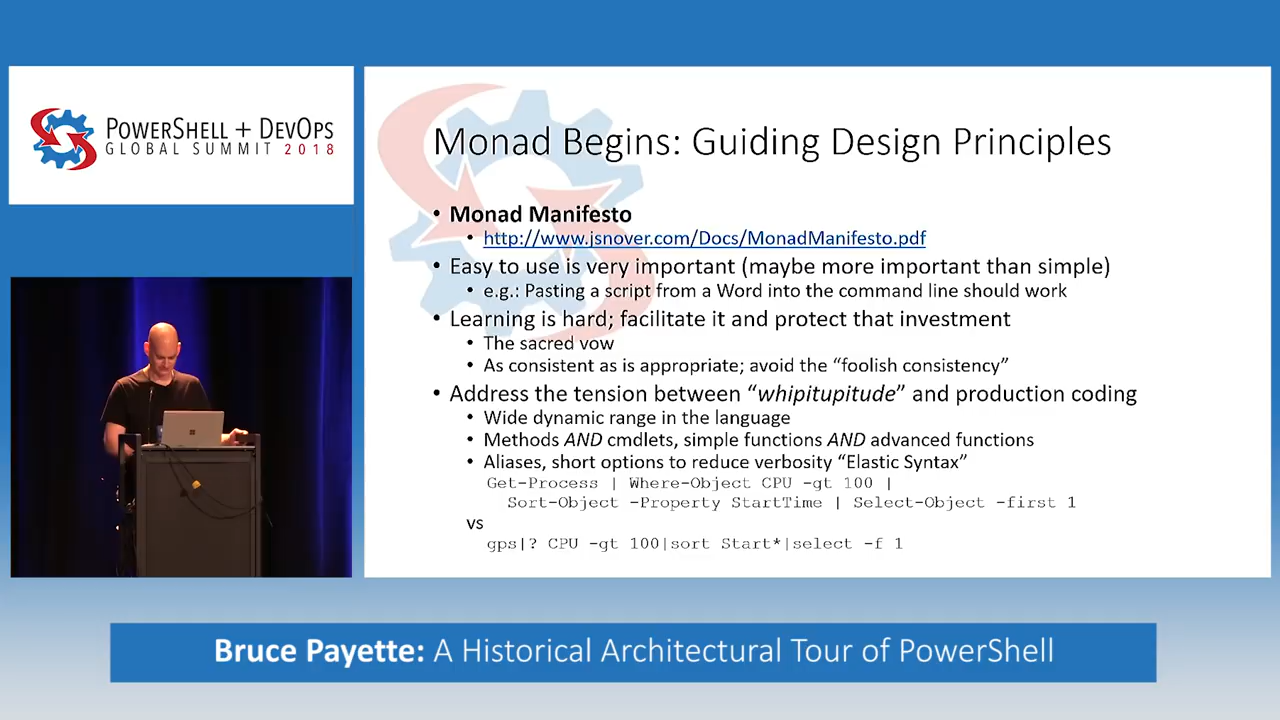 POWERSHELL + DEVOPS
GLOBAL SUMMIT 2018
Monad Begins: Guiding Design Principles
• Monad Manifesto
• http://www.jsnover.com/Docs/MonadManifesto.pdf
• Easy to use is very important (maybe more important than simple)
• e.g.: Pasting a script from a Word into the command line should work
• Learning is hard; facilitate it and protect that investment
• The sacred vow
• As consistent as is appropriate; avoid the “foolish consistency”
• Address the tension between “whipitupitude” and production coding
• Wide dynamic range in the language
• Methods AND cmdlets, simple functions AND advanced functions
• Aliases, short options to reduce verbosity “Elastic Syntax”
Get-Process | Where-Object CPU -gt 100 |
Sort-Object -Property StartTime | Select-Object -first 1
vs
gps|? CPU -gt 100|sort Start*|select -f 1
Bruce Payette: A Historical Architectural Tour of PowerShell